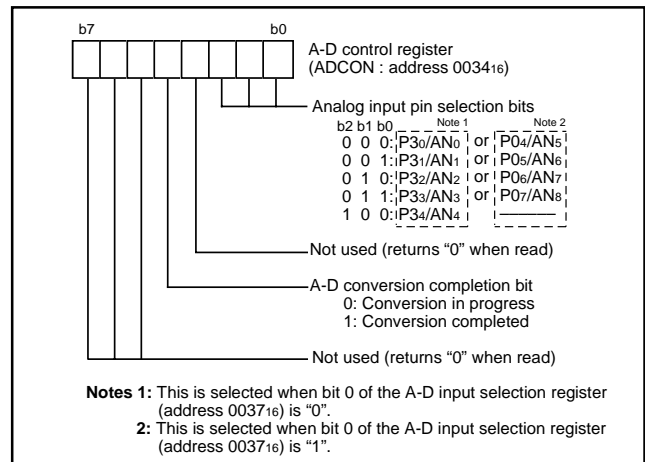 b7 b0
A-D control register
(ADCON : address 003416)
Analog input pin selection bits
b2 b1 b0 Note 1 Note 2
0 0 0: P30/AN0 or P04/AN5
0 0 1: P31/AN1 or P05/AN6
0 1 0: P32/AN2 or P06/AN7
0 1 1: P33/AN3 or P07/AN8
1 0 0: P34/AN4 ———
Not used (returns “0” when read)
A-D conversion completion bit
0: Conversion in progress
1: Conversion completed
Not used (returns “0” when read)
Notes 1: This is selected when bit 0 of the A-D input selection register
(address 003716) is “0”.
2: This is selected when bit 0 of the A-D input selection register
(address 003716) is “1”.